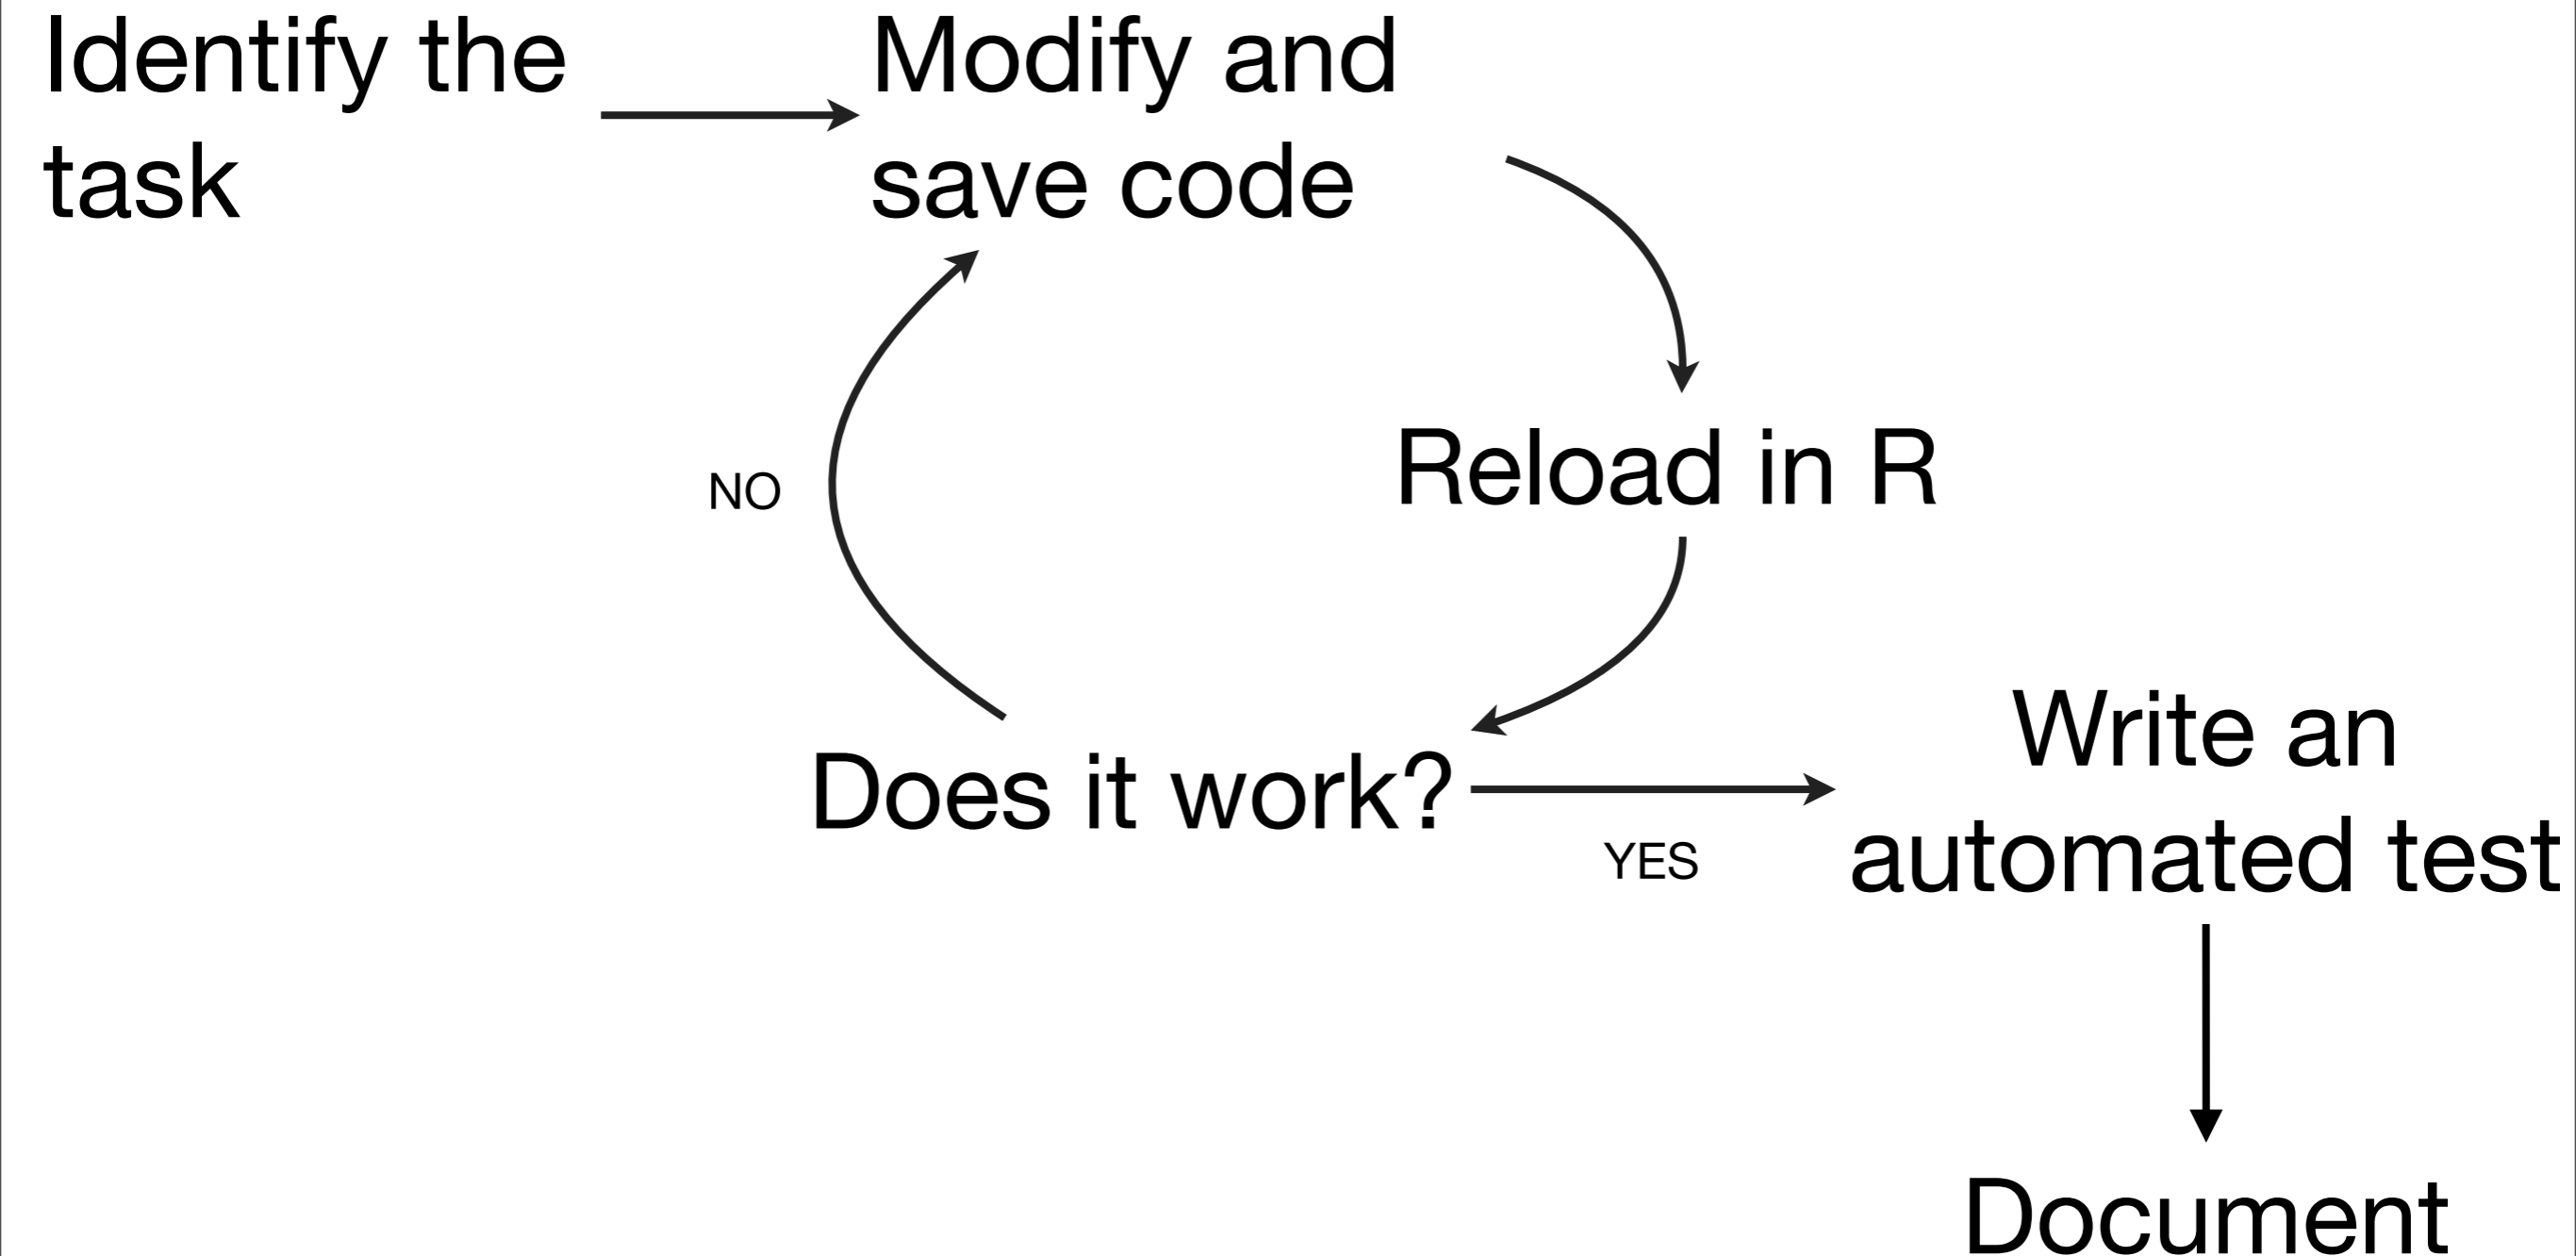 Identify the
task
Modify and
save code
Reload in R
NO
Does it work?
YES
Write an
automated test
Document